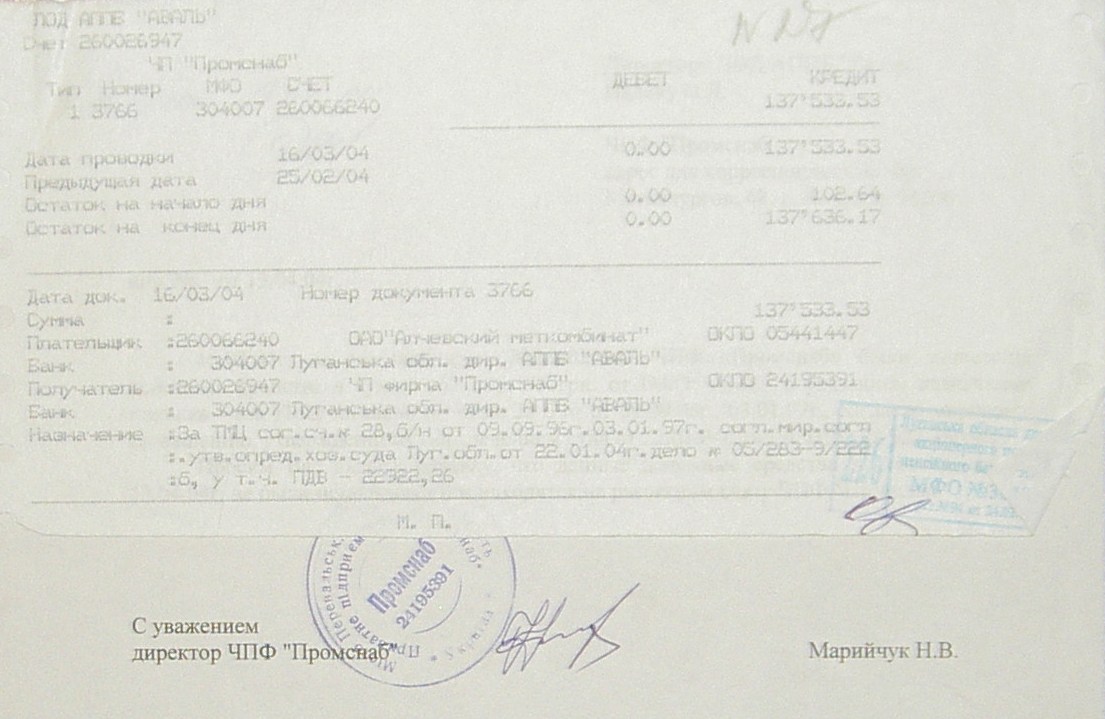 ЛОД АППБ "АВАЛЬ"
Счет 260026947
ЧП "Промснаб"
Тип Номер МФО СЧЕТ ДЕБЕТ КРЕДИТ
1 3766 304007 260066240 137'533.53
Дата проводки 16/03/04 0.00 137'533.53
Предыдущая дата 25/02/04
Остаток на начало дня 0.00 102.64
Остаток на конец дня 0.00 137'636.17
Дата док. 16/03/04 Номер документа 3766
Сумма : 137'533.53
Плательщик :260066240 ОАО"Алчевский меткомбинат" ОКПО 05441447
Банк : 304007 Луганська обл. дир. АППБ "АВАЛЬ"
Получатель :260026947 ЧП фирма "Промснаб" ОКПО 24195391
Банк : 304007 Луганська обл. дир. АППБ "АВАЛЬ"
Назначение :За ТМЦ сог.сч.№ 28,б/н от 09.09.96г.03.01.97г. согл.мир.согл
:.утв.опред.хоз.суда Луг.обл.от 22.01.04г.дело № 05/283-9/222
:6, у т.ч. ПДВ - 22922,26
МФО
М. П.
Промснаб
24195391
Приватне підприєм
С уважением
директор ЧПФ "Промснаб" Марийчук Н.В.